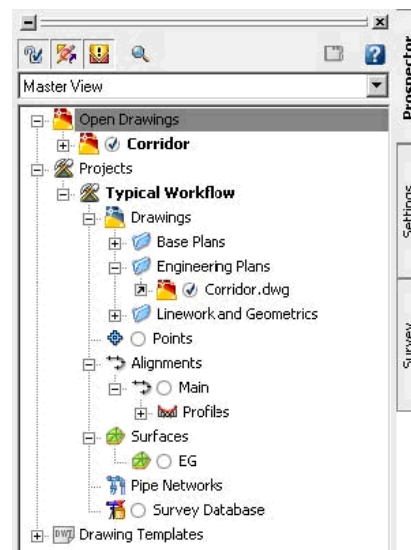 Master View
Open Drawings
Corridor
Projects
Typical Workflow
Drawings
Base Plans
Engineering Plans
Corridor.dwg
Linework and Geometrics
Points
Alignments
Main
Profiles
Surfaces
EG
Pipe Networks
Survey Database
DWT Drawing Templates
Prospector
Settings
Survey